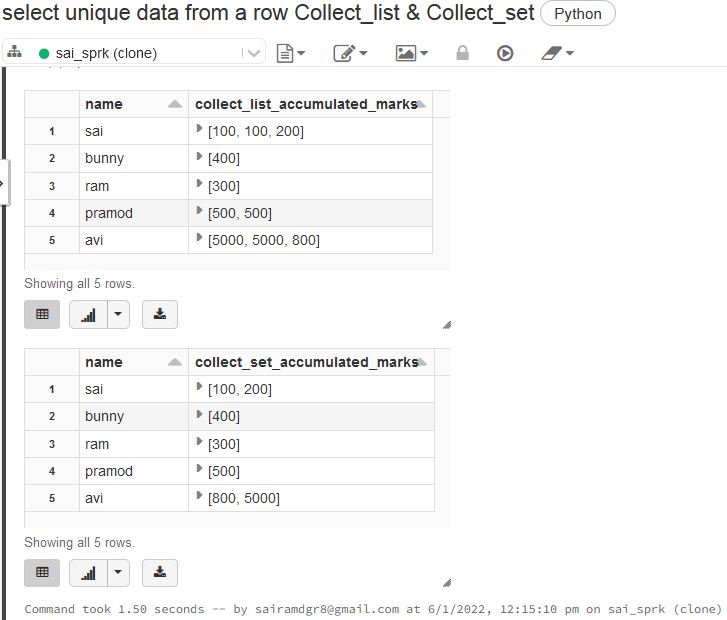 select unique data from a row Collect_list & Collect_set Python
sai_sprk (clone)
name collect_list_accumulated_marks
1 sai [100, 100, 200]
2 bunny [400]
3 ram [300]
4 pramod [500, 500]
5 avi [5000, 5000, 800]
Showing all 5 rows.
name collect_set_accumulated_marks
1 sai [100, 200]
2 bunny [400]
3 ram [300]
4 pramod [500]
5 avi [800, 5000]
Showing all 5 rows.
Command took 1.50 seconds -- by sairamdgr8@gmail.com at 6/1/2022, 12:15:10 pm on sai_sprk (clone)